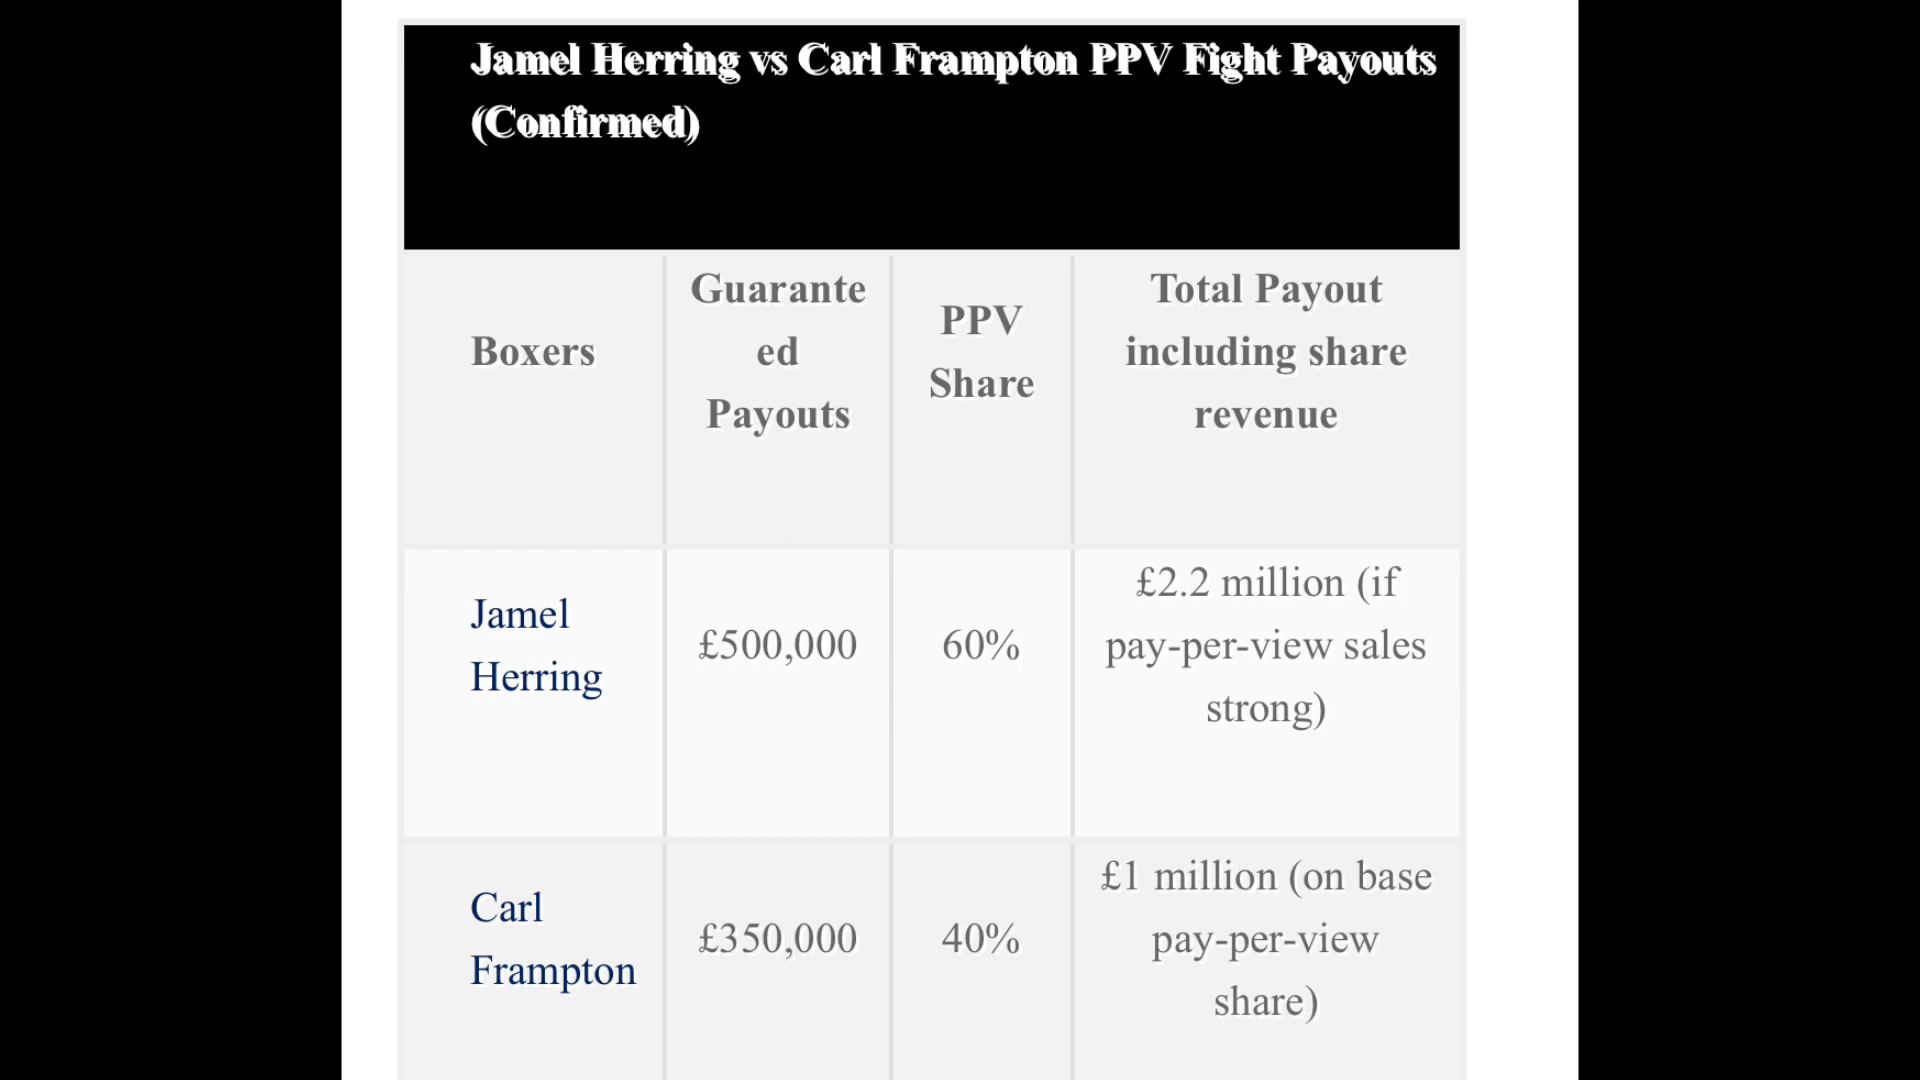 Jamel Herring vs Carl Frampton PPV Fight Payouts
(Confirmed)
Boxers
Guarante
ed
Payouts
PPV
Share
Total Payout
including share
revenue
Jamel
Herring
£500,000
60%
£2.2 million (if
pay-per-view sales
strong)
Carl
Frampton
£350,000
40%
£1 million (on base
pay-per-view
share)